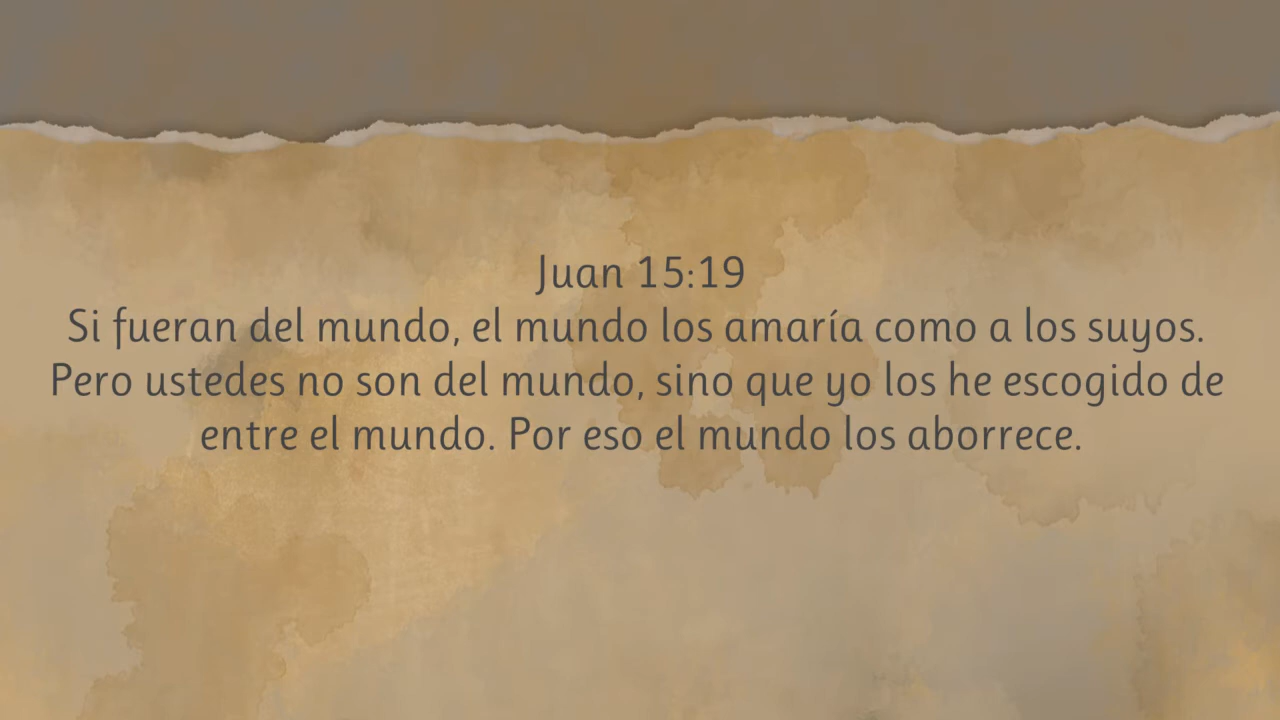 Juan 15:19
Si fueran del mundo, el mundo los amaría como a los suyos.
Pero ustedes no son del mundo, sino que yo los he escogido de
entre el mundo. Por eso el mundo los aborrece.